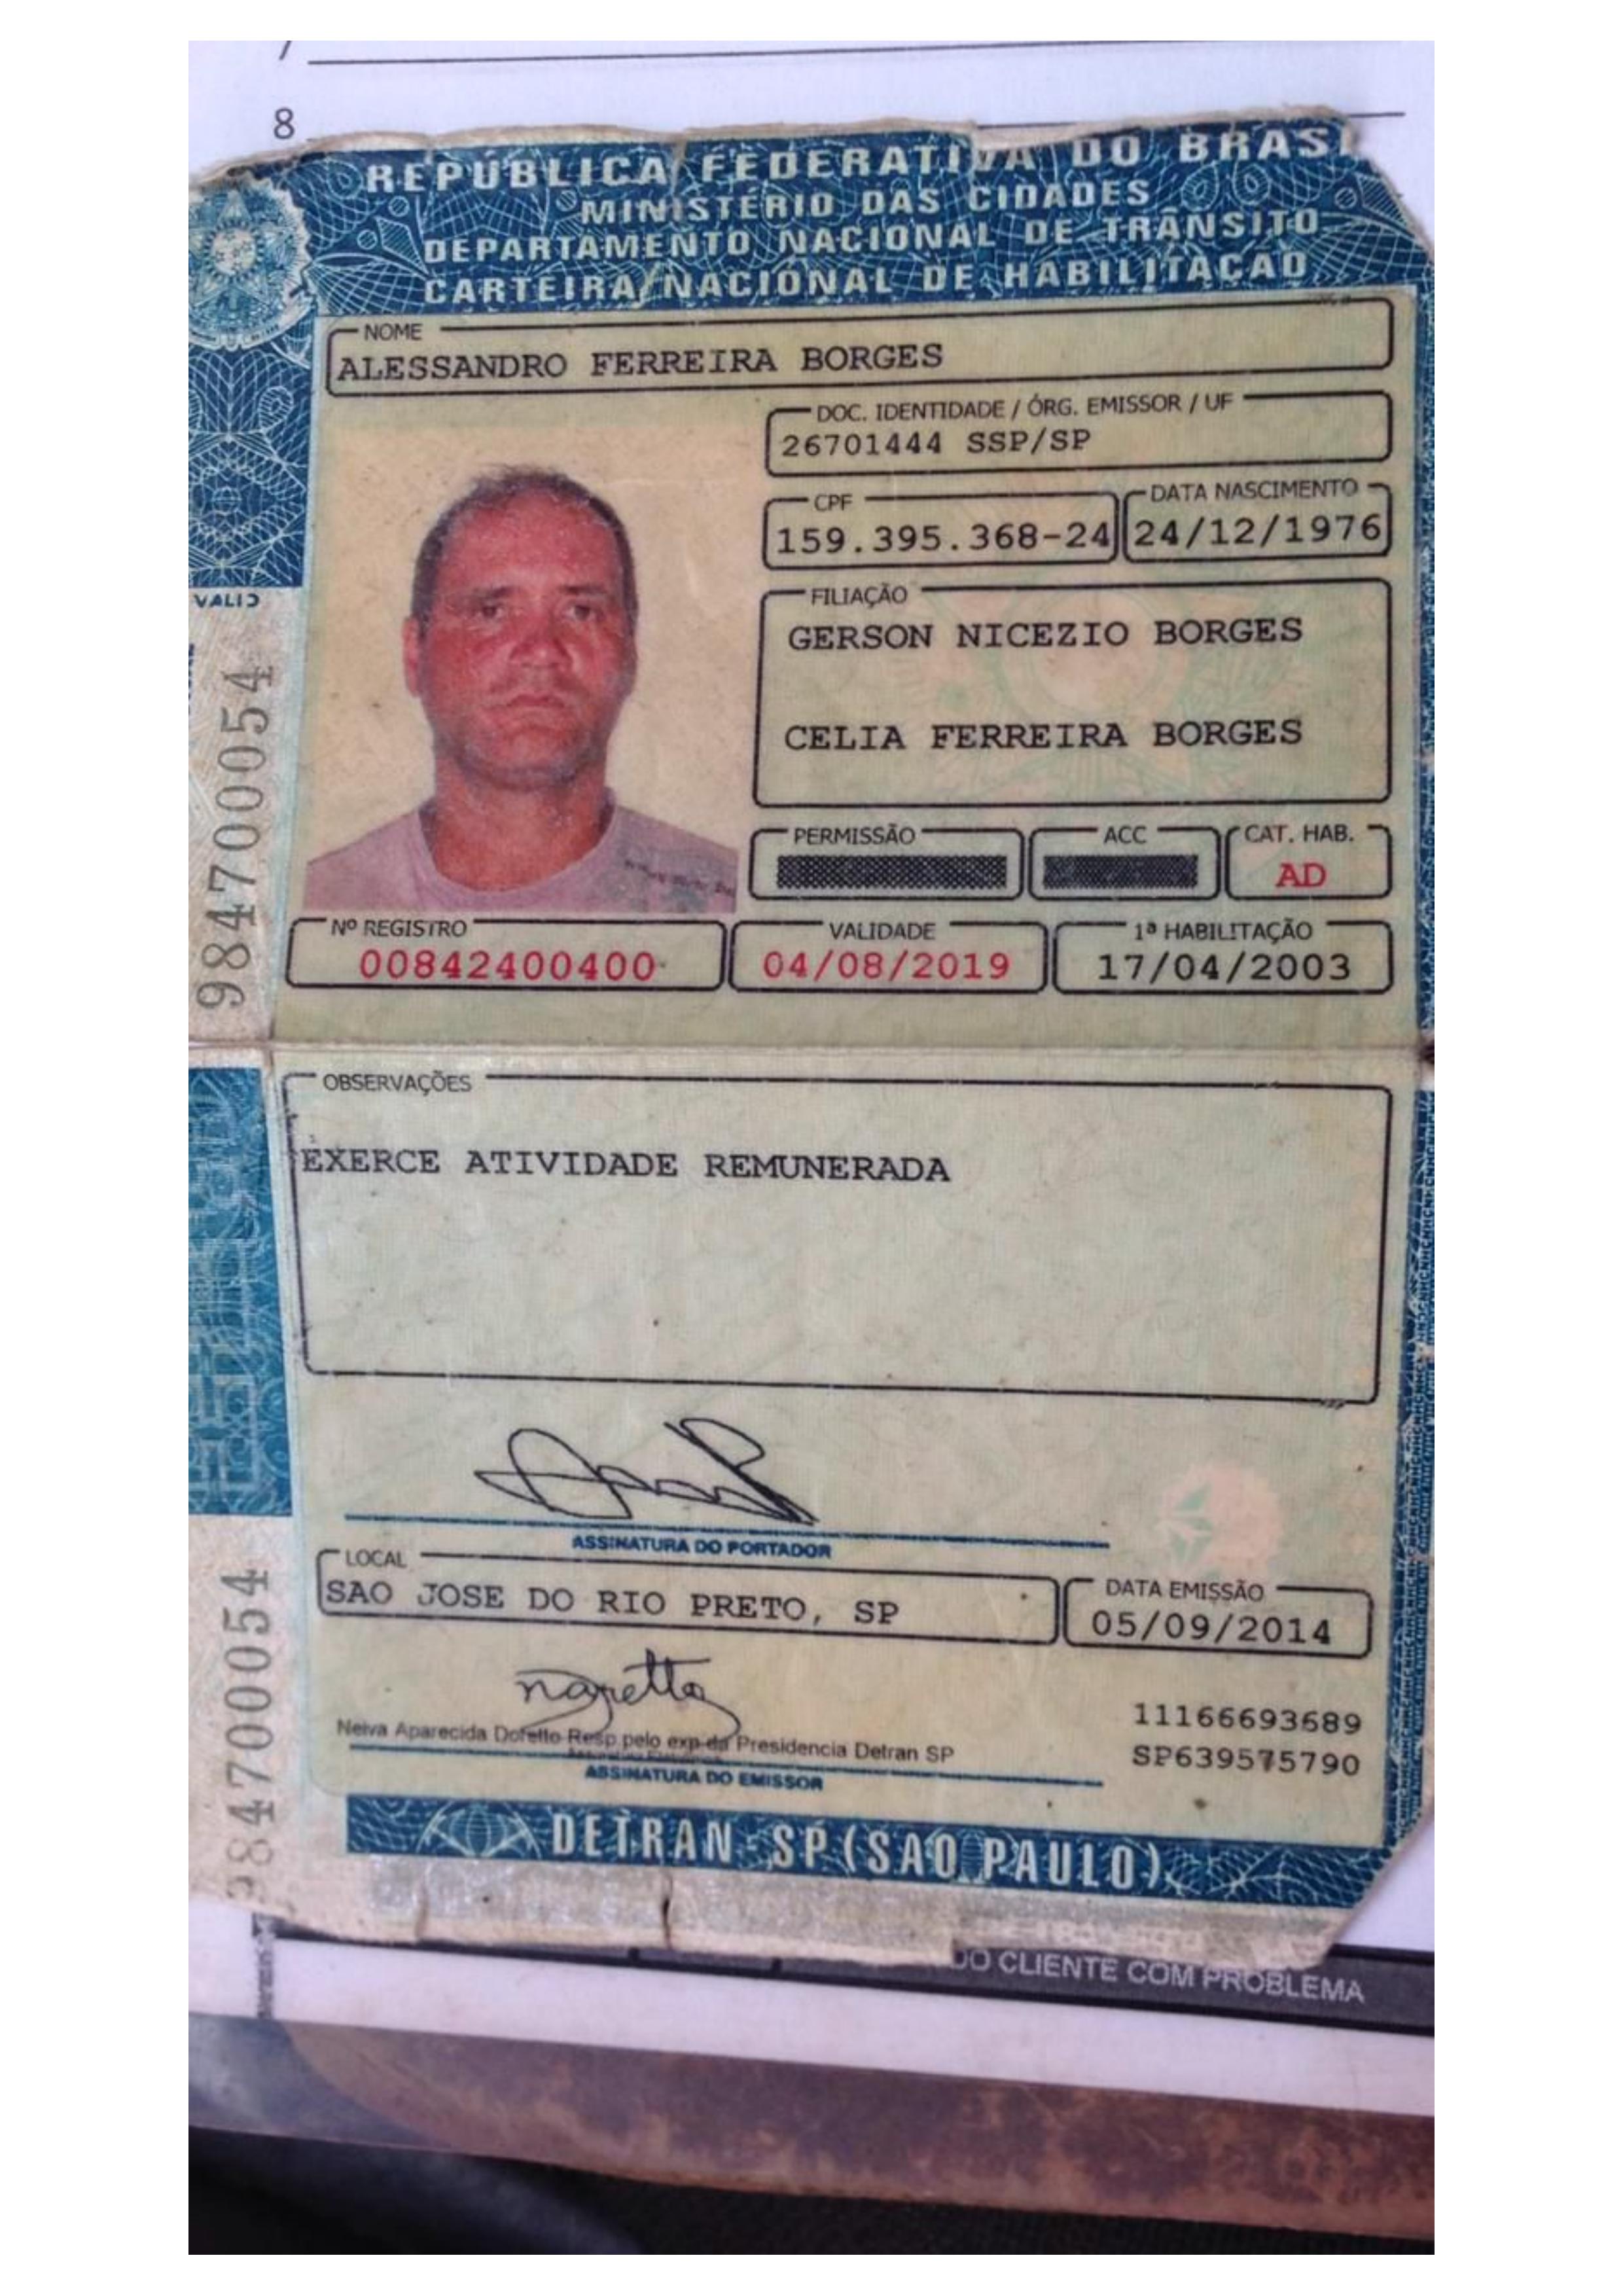 7
8
REPÚBLICA FEDERATIVA DO BRASI
MINISTÉRIO DAS CIDADES
DEPARTAMENTO NACIONAL DE TRÂNSITO
CARTEIRA NACIONAL DE HABILITAÇÃO
NOME
ALESSANDRO FERREIRA BORGES
DOC. IDENTIDADE / ÓRG. EMISSOR / UF
26701444 SSP/SP
CPF
159.395.368-24
DATA NASCIMENTO
24/12/1976
FILIAÇÃO
GERSON NICEZIO BORGES
CELIA FERREIRA BORGES
PERMISSÃO
ACC
CAT. HAB.
AD
Nº REGISTRO
00842400400
VALIDADE
04/08/2019
1ª HABILITAÇÃO
17/04/2003
984700054
OBSERVAÇÕES
EXERCE ATIVIDADE REMUNERADA
ASSINATURA DO PORTADOR
LOCAL
SAO JOSE DO RIO PRETO, SP
DATA EMISSÃO
05/09/2014
Neiva Aparecida Doretto Resp pelo exp da Presidencia Detran SP
ASSINATURA DO EMISSOR
11166693689
SP639575790
984700054
DETRAN-SP (SAO PAULO)
DO CLIENTE COM PROBLEMA